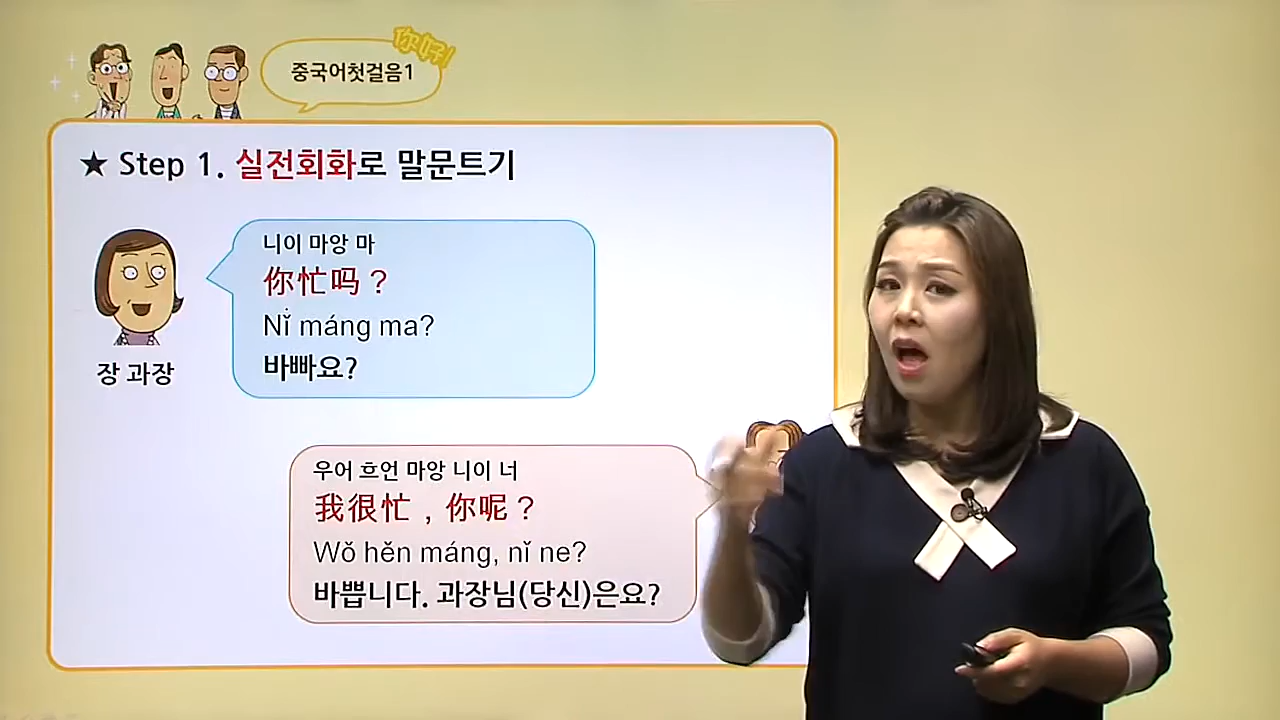 你好!
중국어첫걸음1
★ Step 1. 실전회화로 말문트기
니이 마앙 마
你忙吗？
Nǐ máng ma?
바빠요?
장 과장
우어 흐언 마앙 니이 너
我很忙，你呢？
Wǒ hěn máng, nǐ ne?
바쁩니다. 과장님(당신)은요?